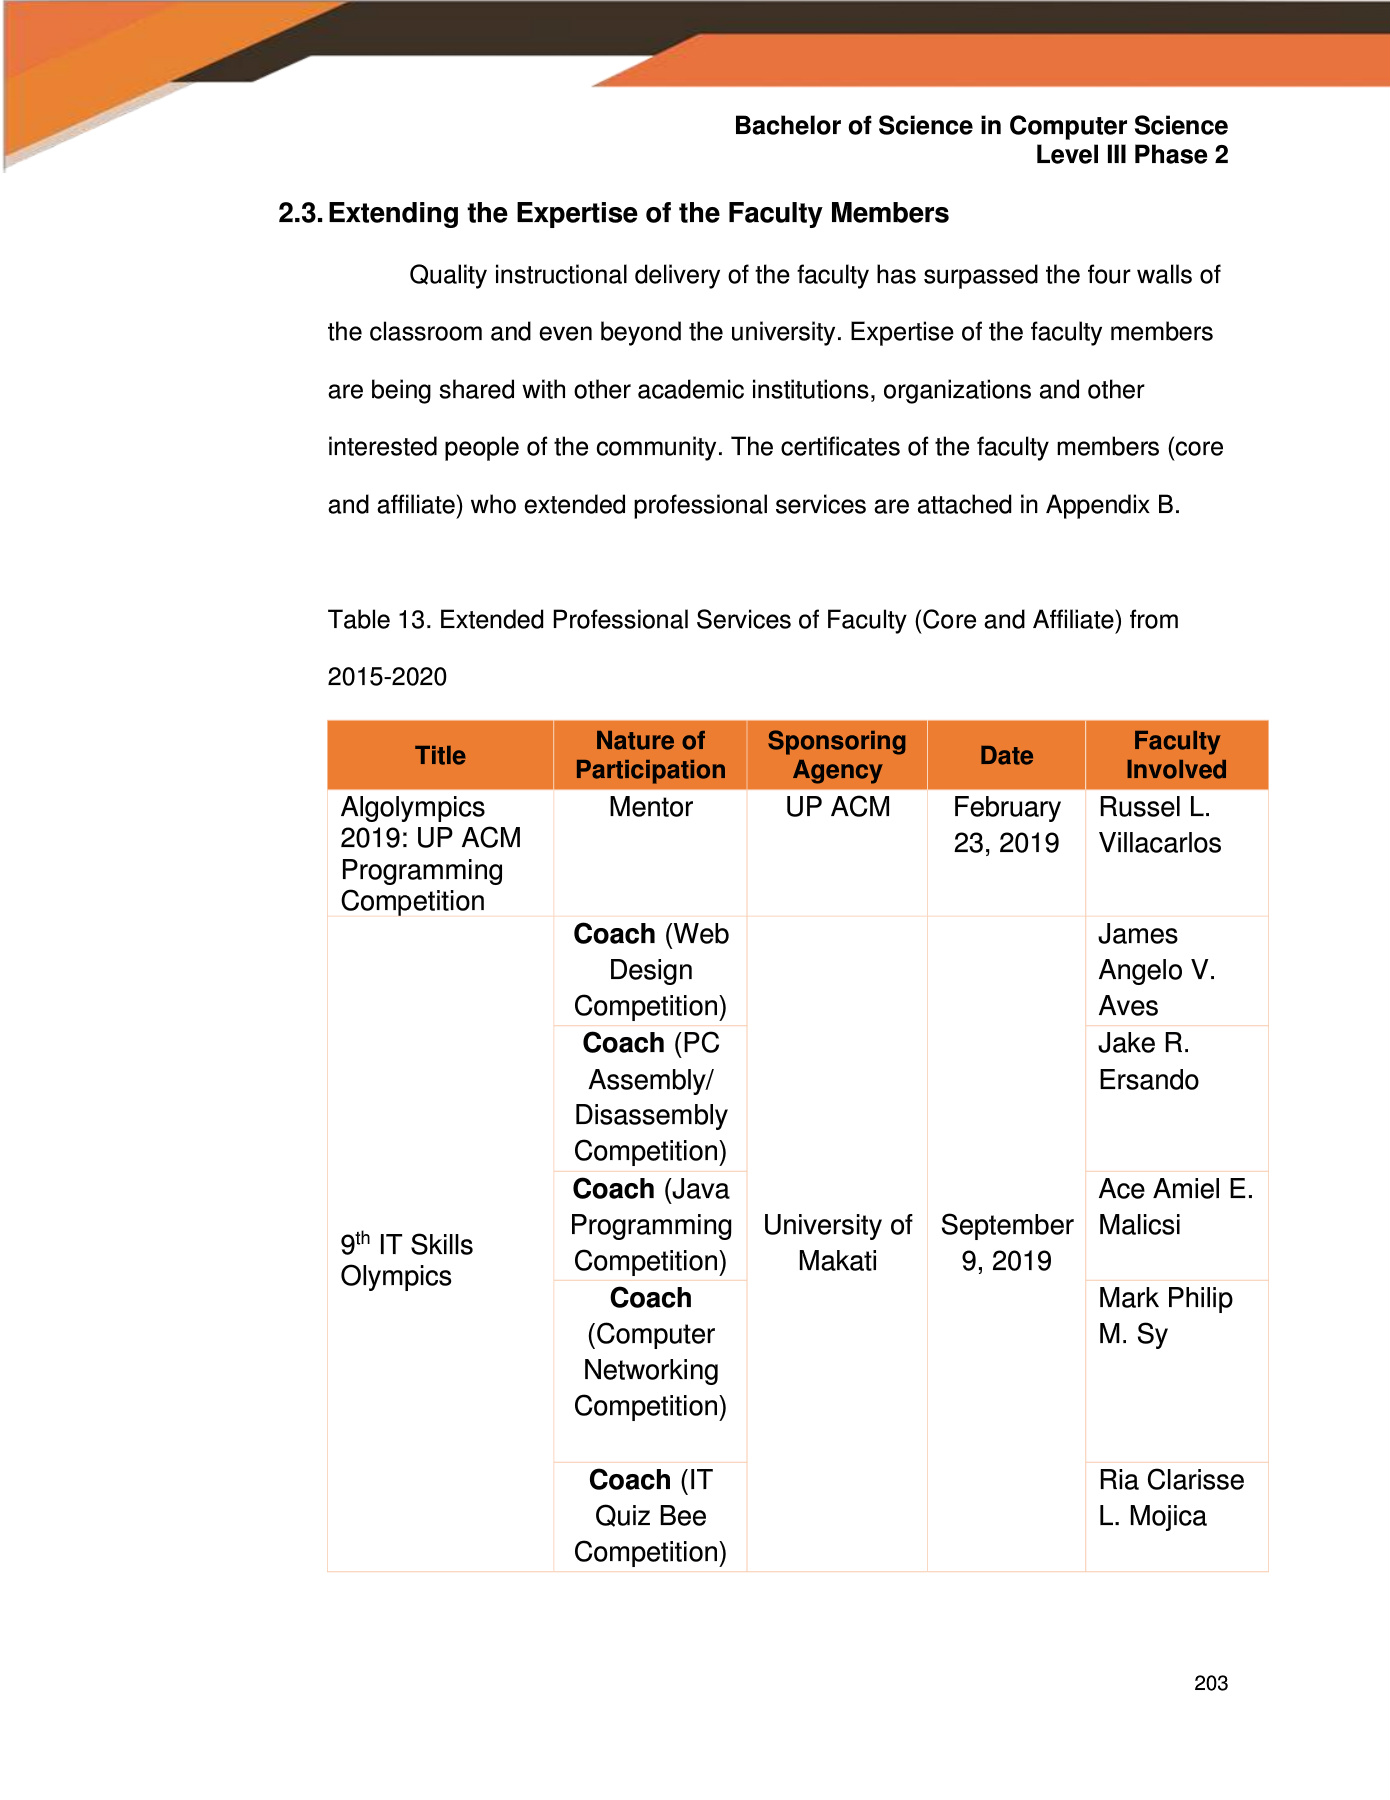 Bachelor of Science in Computer Science
Level III Phase 2
2.3. Extending the Expertise of the Faculty Members
Quality instructional delivery of the faculty has surpassed the four walls of
the classroom and even beyond the university. Expertise of the faculty members
are being shared with other academic institutions, organizations and other
interested people of the community. The certificates of the faculty members (core
and affiliate) who extended professional services are attached in Appendix B.
Table 13. Extended Professional Services of Faculty (Core and Affiliate) from
2015-2020
Title
Nature of
Participation
Sponsoring
Agency
Date
Faculty
Involved
Algolympics
2019: UP ACM
Programming
Competition
Mentor
UP ACM
February
23, 2019
Russel L.
Villacarlos
9th IT Skills
Olympics
Coach (Web
Design
Competition)
University of
Makati
September
9, 2019
James
Angelo V.
Aves
Coach (PC
Assembly/
Disassembly
Competition)
Jake R.
Ersando
Coach (Java
Programming
Competition)
Ace Amiel E.
Malicsi
Coach
(Computer
Networking
Competition)
Mark Philip
M. Sy
Coach (IT
Quiz Bee
Competition)
Ria Clarisse
L. Mojica
203